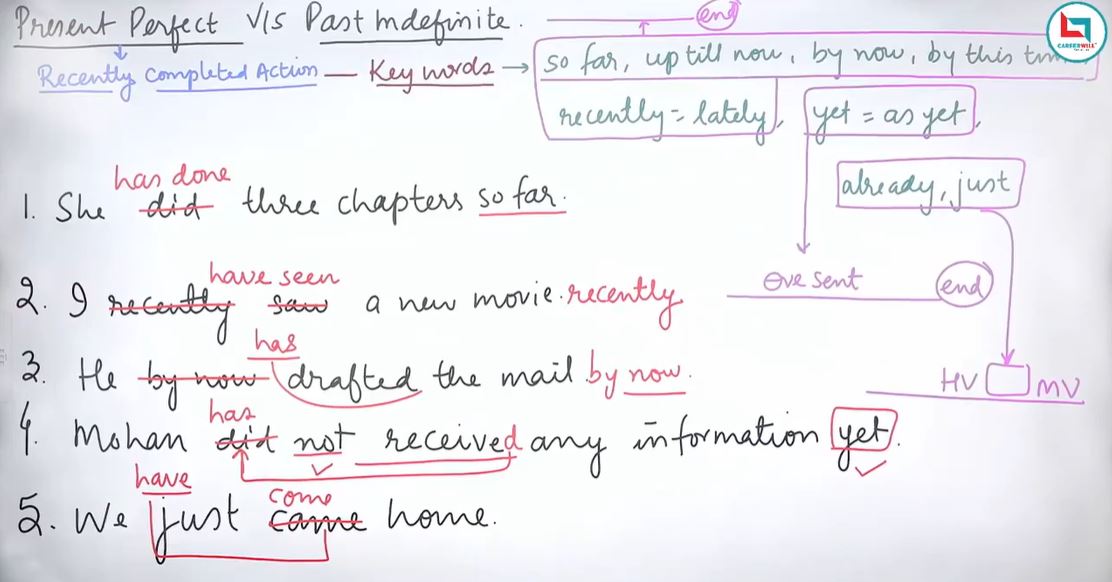 Present Perfect V/S Past Indefinite. end
Recently Completed Action — Key words → so far, up till now, by now, by this
recently = lately, yet = as yet,
already, just
has done
1. She did three chapters so far.
have seen
2. I recently saw a new movie. recently
⊖ve sent end
has
3. He by now drafted the mail by now.
HV MV
has
4. Mohan did not received any information yet.
have come
5. We just came home.
CAREERWILL